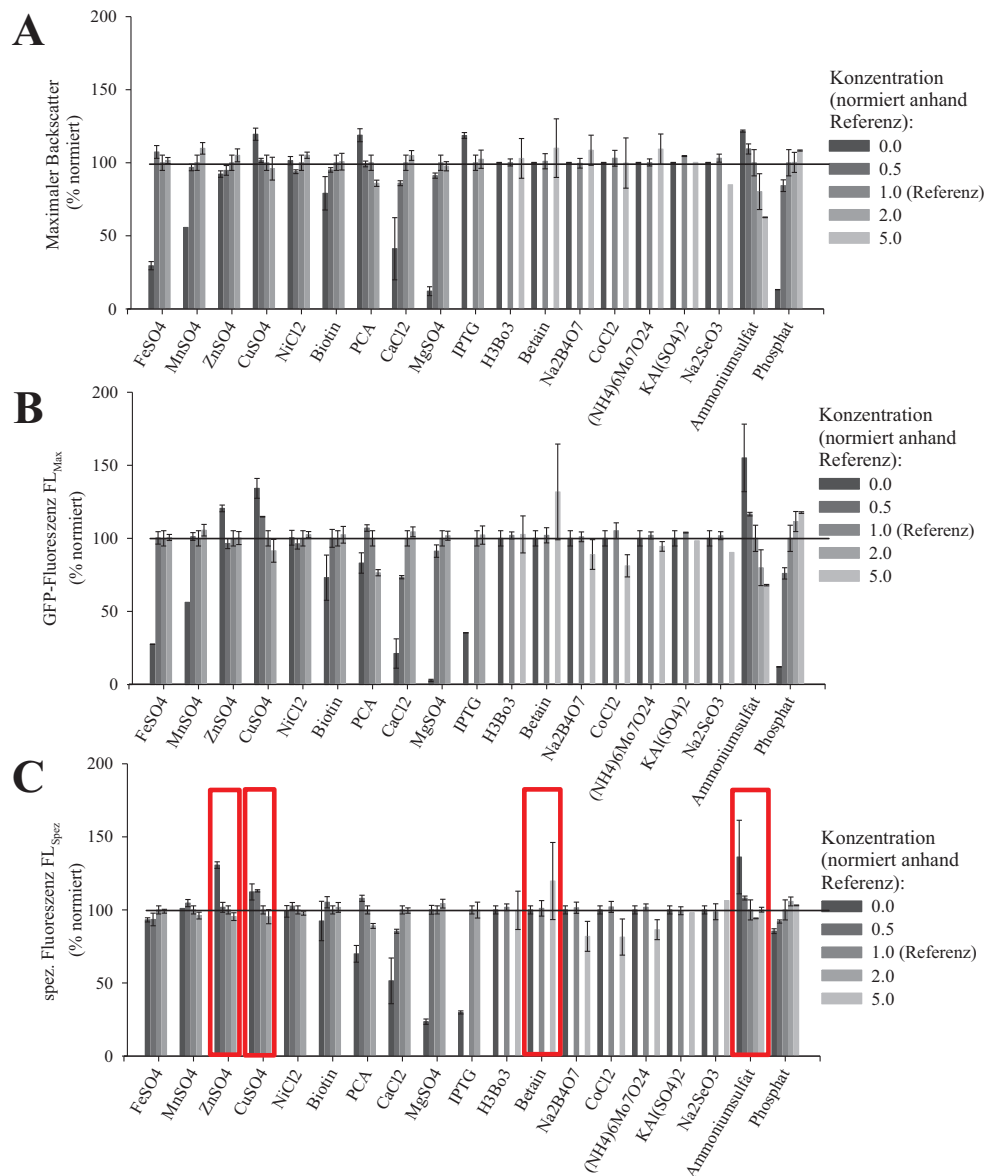 A
200
150
100
50
0
Maximaler Backscatter
(% normiert)
FeSO4
MnSO4
ZnSO4
CuSO4
NiCl2
Biotin
PCA
CaCl2
MgSO4
IPTG
H3Bo3
Betain
Na2B4O7
CoCl2
(NH4)6Mo7O24
KAl(SO4)2
Na2SeO3
Ammoniumsulfat
Phosphat
Konzentration
(normiert anhand
Referenz):
0.0
0.5
1.0 (Referenz)
2.0
5.0
B
200
150
100
50
0
GFP-Fluoreszenz FLMax
(% normiert)
FeSO4
MnSO4
ZnSO4
CuSO4
NiCl2
Biotin
PCA
CaCl2
MgSO4
IPTG
H3Bo3
Betain
Na2B4O7
CoCl2
(NH4)6Mo7O24
KAl(SO4)2
Na2SeO3
Ammoniumsulfat
Phosphat
Konzentration
(normiert anhand
Referenz):
0.0
0.5
1.0 (Referenz)
2.0
5.0
C
200
150
100
50
0
spez. Fluoreszenz FLSpez
(% normiert)
FeSO4
MnSO4
ZnSO4
CuSO4
NiCl2
Biotin
PCA
CaCl2
MgSO4
IPTG
H3Bo3
Betain
Na2B4O7
CoCl2
(NH4)6Mo7O24
KAl(SO4)2
Na2SeO3
Ammoniumsulfat
Phosphat
Konzentration
(normiert anhand
Referenz):
0.0
0.5
1.0 (Referenz)
2.0
5.0